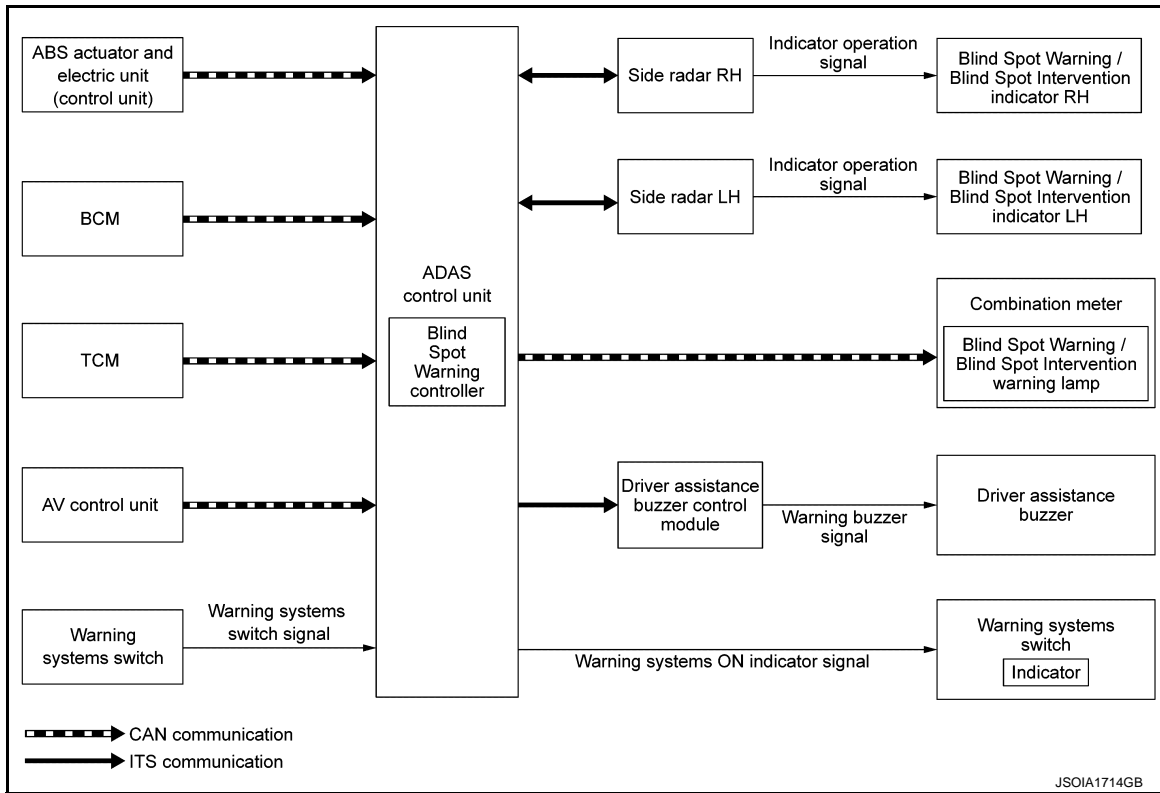 ABS actuator and
electric unit
(control unit)
BCM
TCM
AV control unit
Warning
systems switch
Warning systems
switch signal
ADAS
control unit
Blind
Spot
Warning
controller
Side radar RH
Indicator operation
signal
Blind Spot Warning /
Blind Spot Intervention
indicator RH
Side radar LH
Indicator operation
signal
Blind Spot Warning /
Blind Spot Intervention
indicator LH
Combination meter
Blind Spot Warning /
Blind Spot Intervention
warning lamp
Driver assistance
buzzer control
module
Warning buzzer
signal
Driver assistance
buzzer
Warning systems ON indicator signal
Warning systems
switch
Indicator
CAN communication
ITS communication
JSOIA1714GB